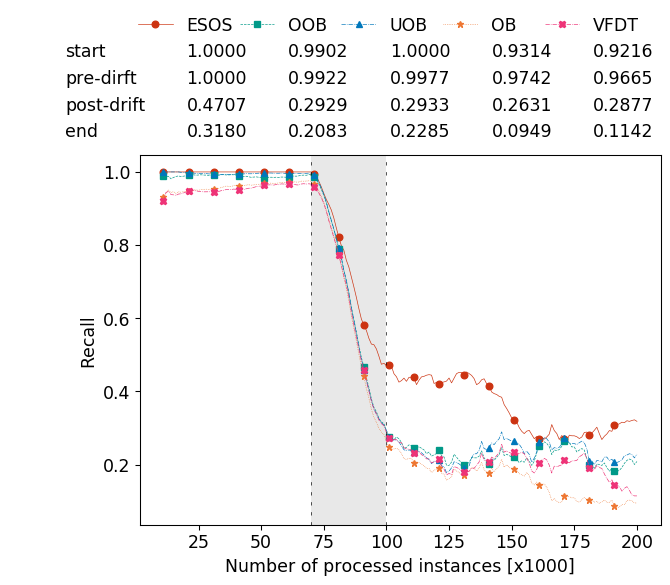 ESOS OOB UOB OB VFDT
start 1.0000 0.9902 1.0000 0.9314 0.9216
pre-dirft 1.0000 0.9922 0.9977 0.9742 0.9665
post-drift 0.4707 0.2929 0.2933 0.2631 0.2877
end 0.3180 0.2083 0.2285 0.0949 0.1142
1.0
0.8
0.6
0.4
0.2
Recall
25 50 75 100 125 150 175 200
Number of processed instances [x1000]